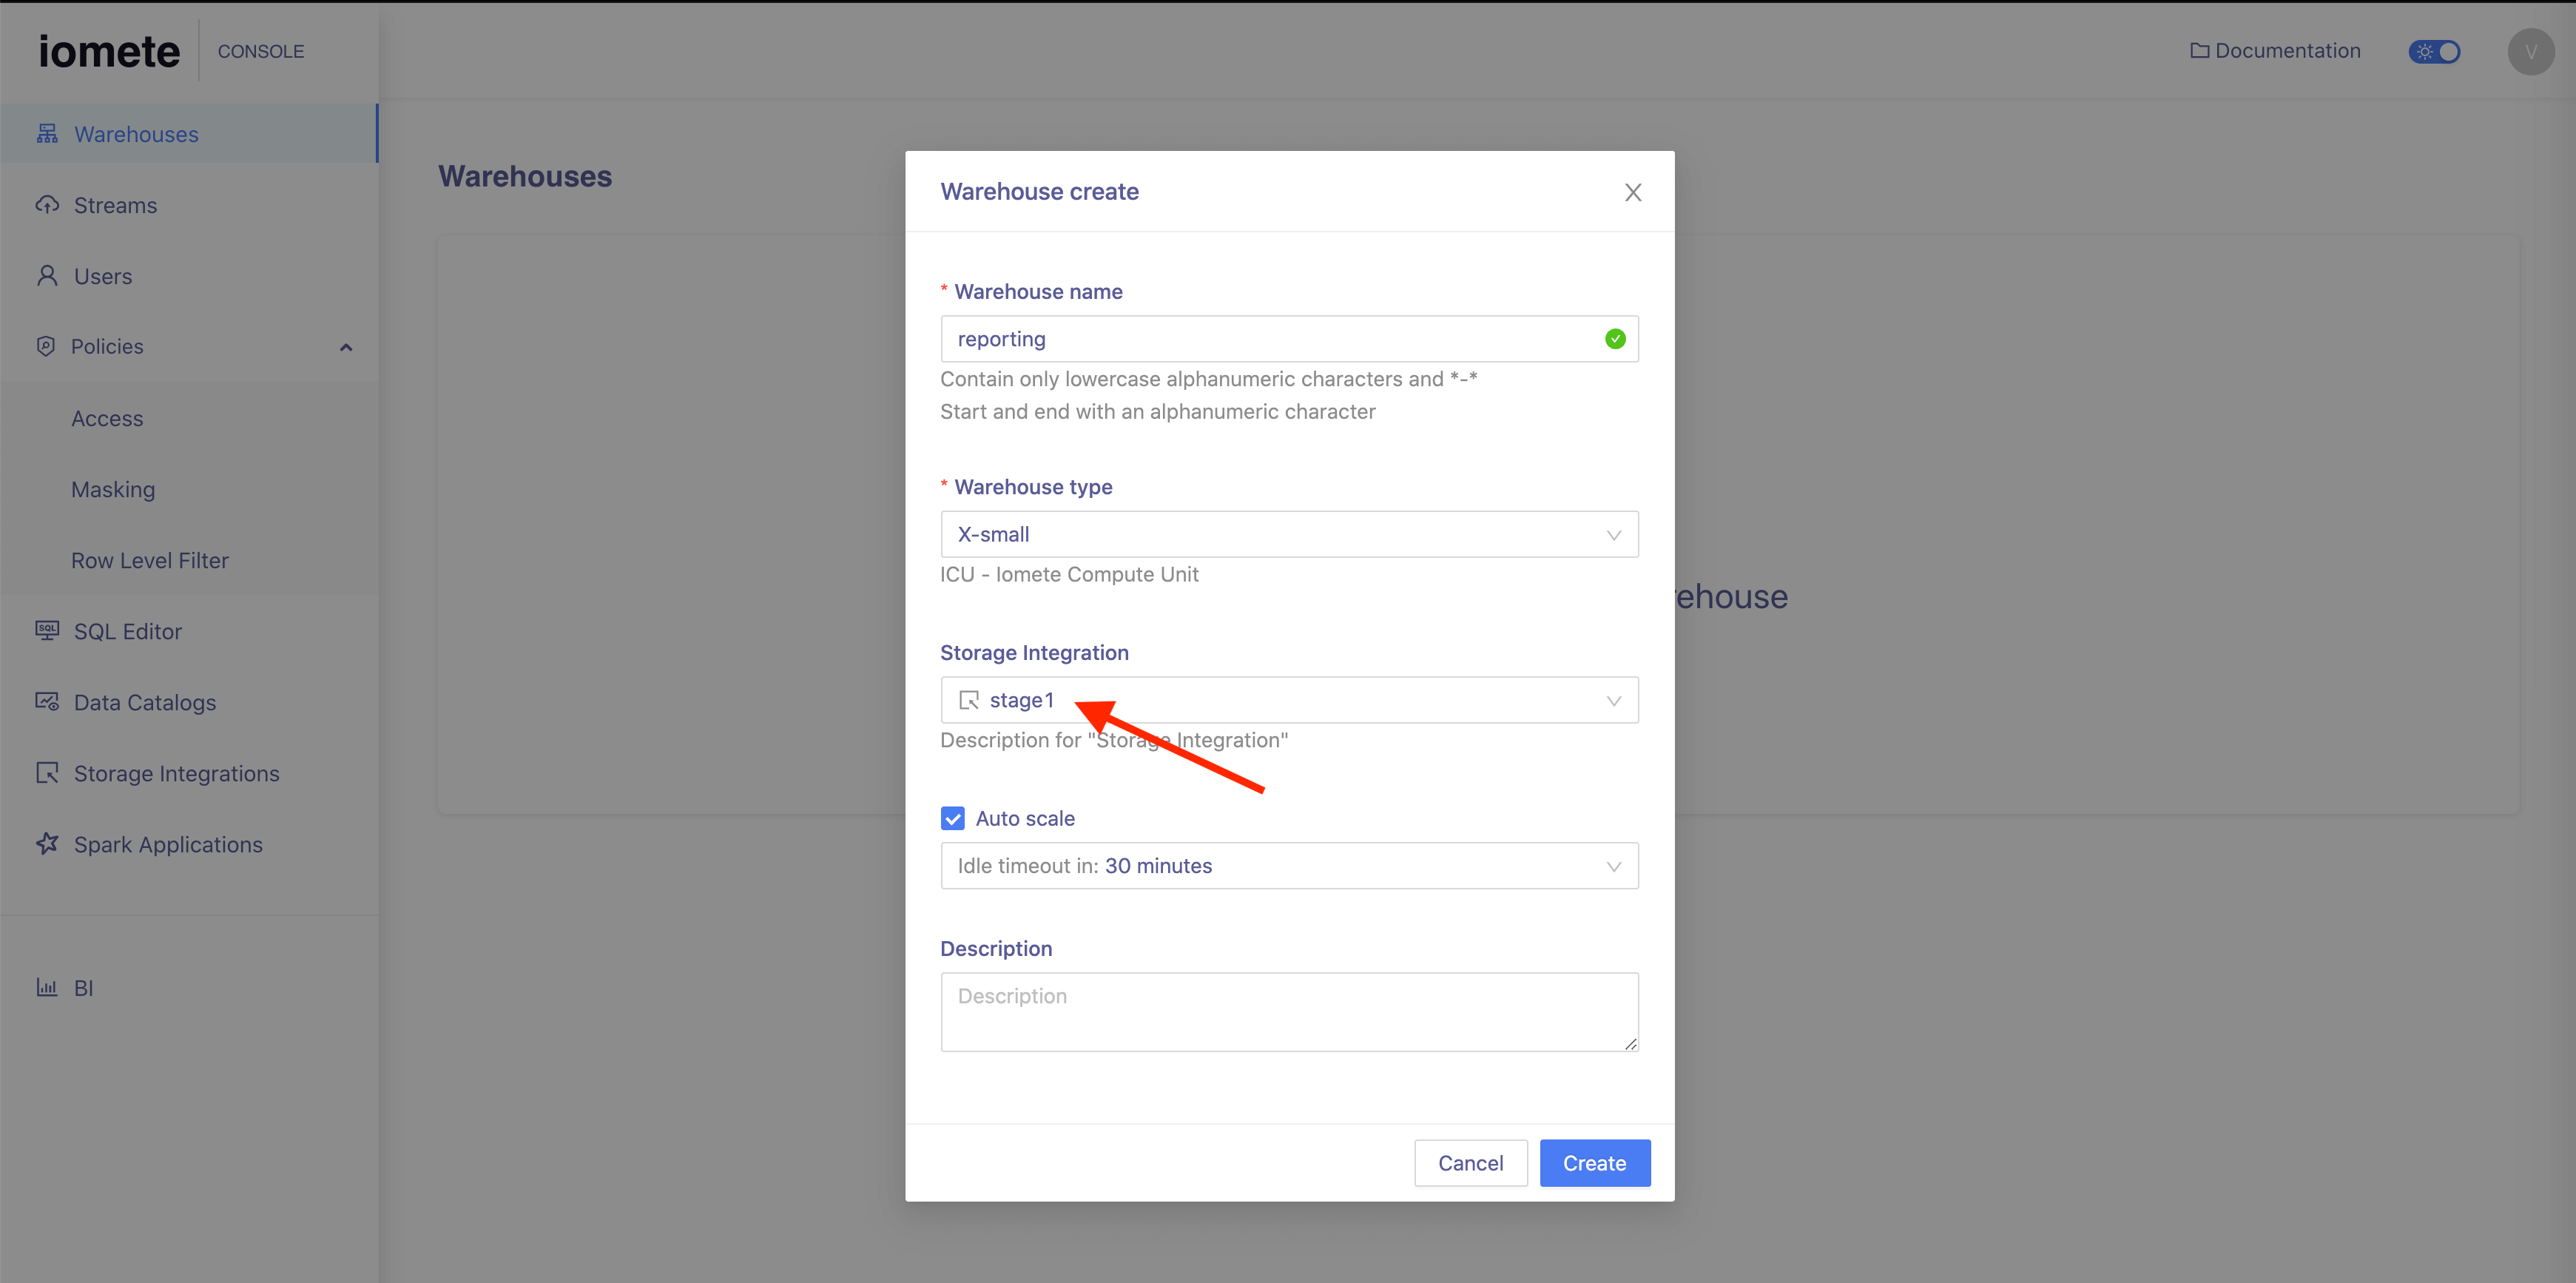 iomete CONSOLE
Documentation
V
Warehouses
Streams
Users
Policies
Access
Masking
Row Level Filter
SQL Editor
Data Catalogs
Storage Integrations
Spark Applications
BI
Warehouses
ehouse
Warehouse create
* Warehouse name
reporting
Contain only lowercase alphanumeric characters and *-*
Start and end with an alphanumeric character
* Warehouse type
X-small
ICU - Iomete Compute Unit
Storage Integration
stage1
Description for "Storage Integration"
Auto scale
Idle timeout in: 30 minutes
Description
Description
Cancel
Create